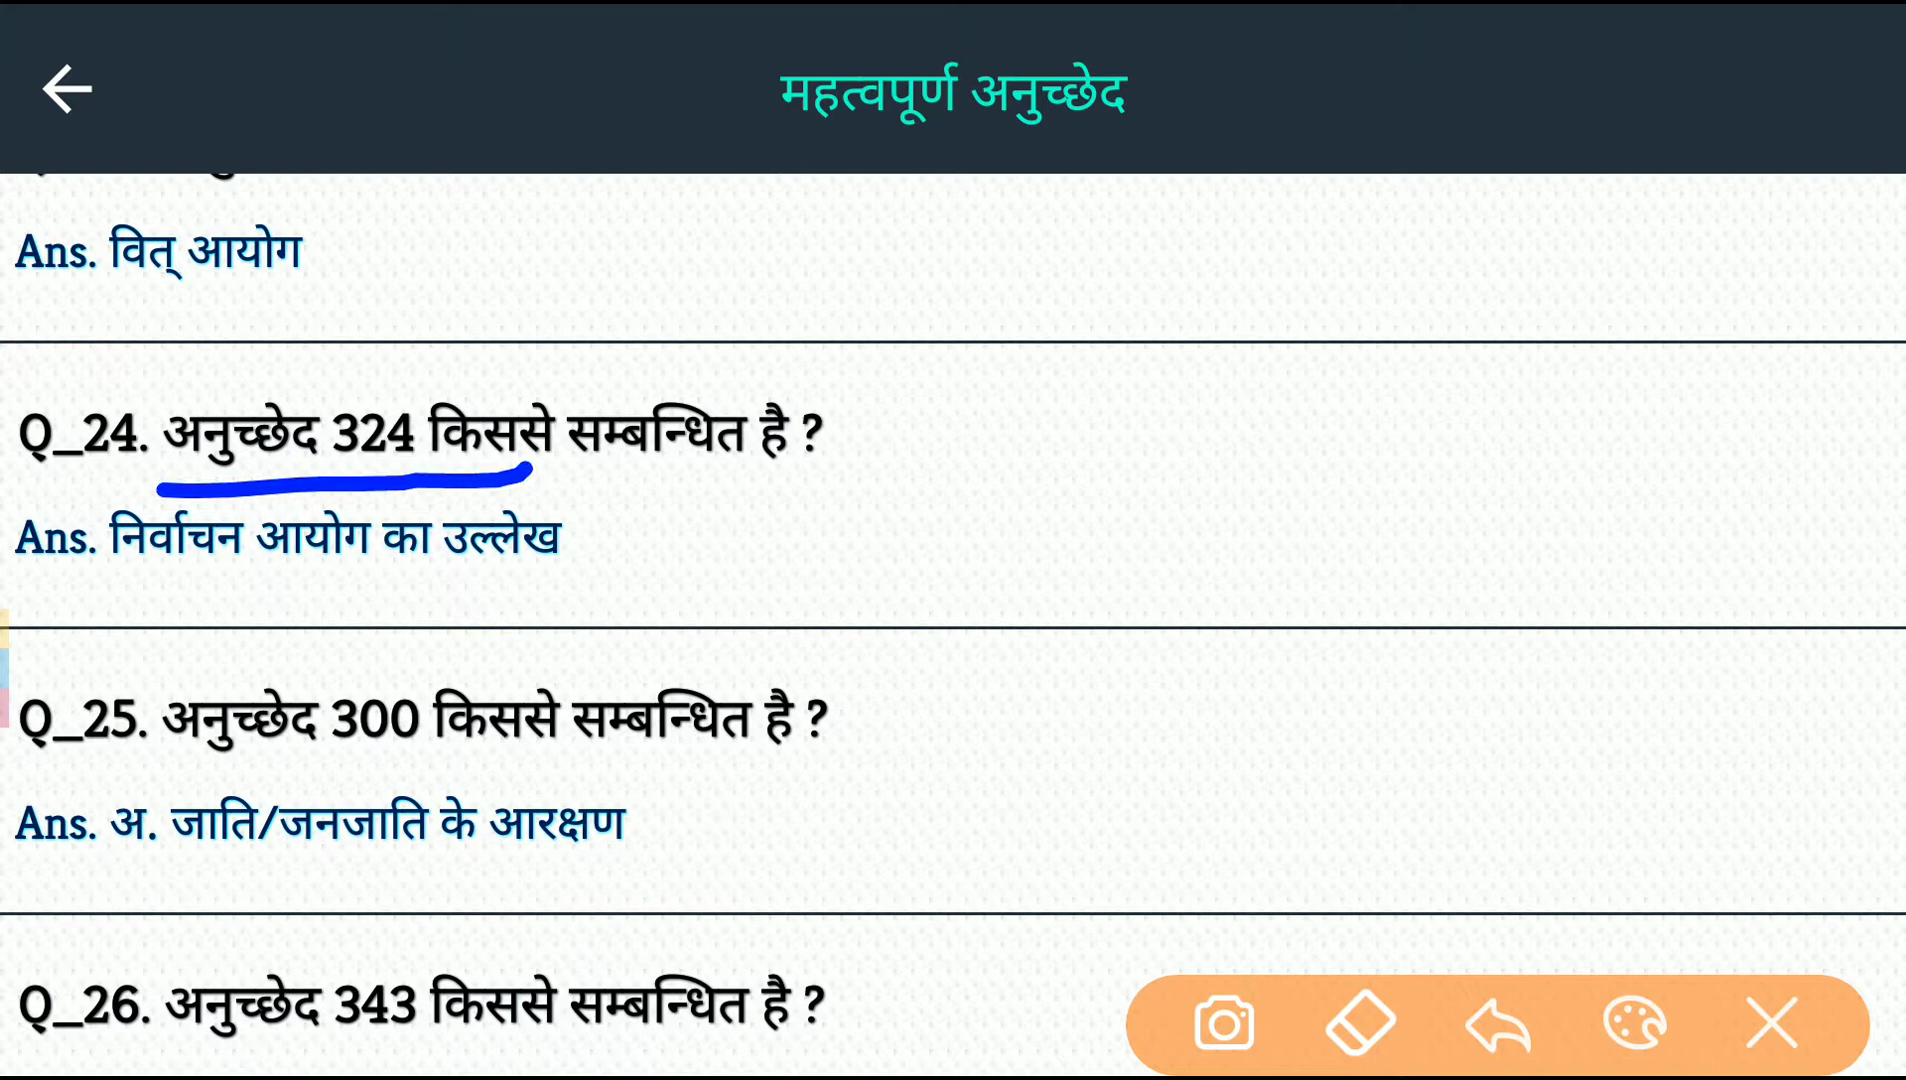 महत्वपूर्ण अनुच्छेद
Ans. वित् आयोग
Q_24. अनुच्छेद 324 किससे सम्बन्धित है ?
Ans. निर्वाचन आयोग का उल्लेख
Q_25. अनुच्छेद 300 किससे सम्बन्धित है ?
Ans. अ. जाति/जनजाति के आरक्षण
Q_26. अनुच्छेद 343 किससे सम्बन्धित है ?